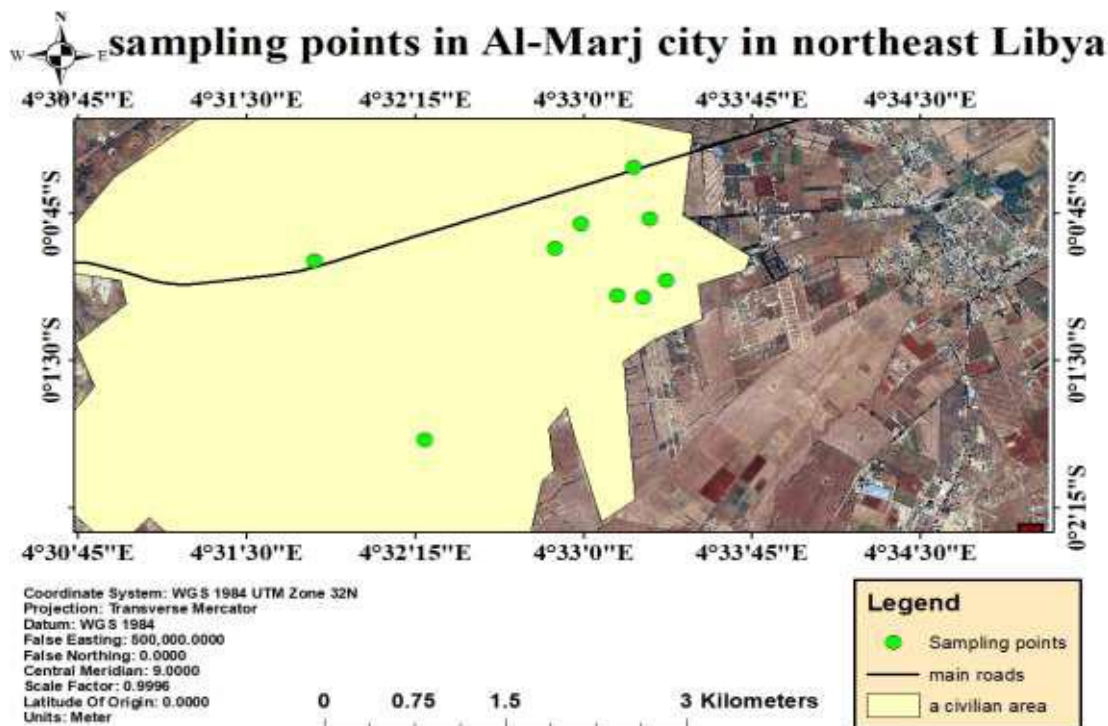 N
W E
sampling points in Al-Marj city in northeast Libya
4°30'45"E 4°31'30"E 4°32'15"E 4°33'0"E 4°33'45"E 4°34'30"E
0°0'45"S 0°0'45"S
0°1'30"S 0°1'30"S
0°2'15"S
4°30'45"E 4°31'30"E 4°32'15"E 4°33'0"E 4°33'45"E 4°34'30"E
Coordinate System: WGS 1984 UTM Zone 32N
Projection: Transverse Mercator
Datum: WGS 1984
False Easting: 500,000.0000
False Northing: 0.0000
Central Meridian: 9.0000
Scale Factor: 0.9996
Latitude Of Origin: 0.0000
Units: Meter
0 0.75 1.5 3 Kilometers
Legend
Sampling points
main roads
a civilian area